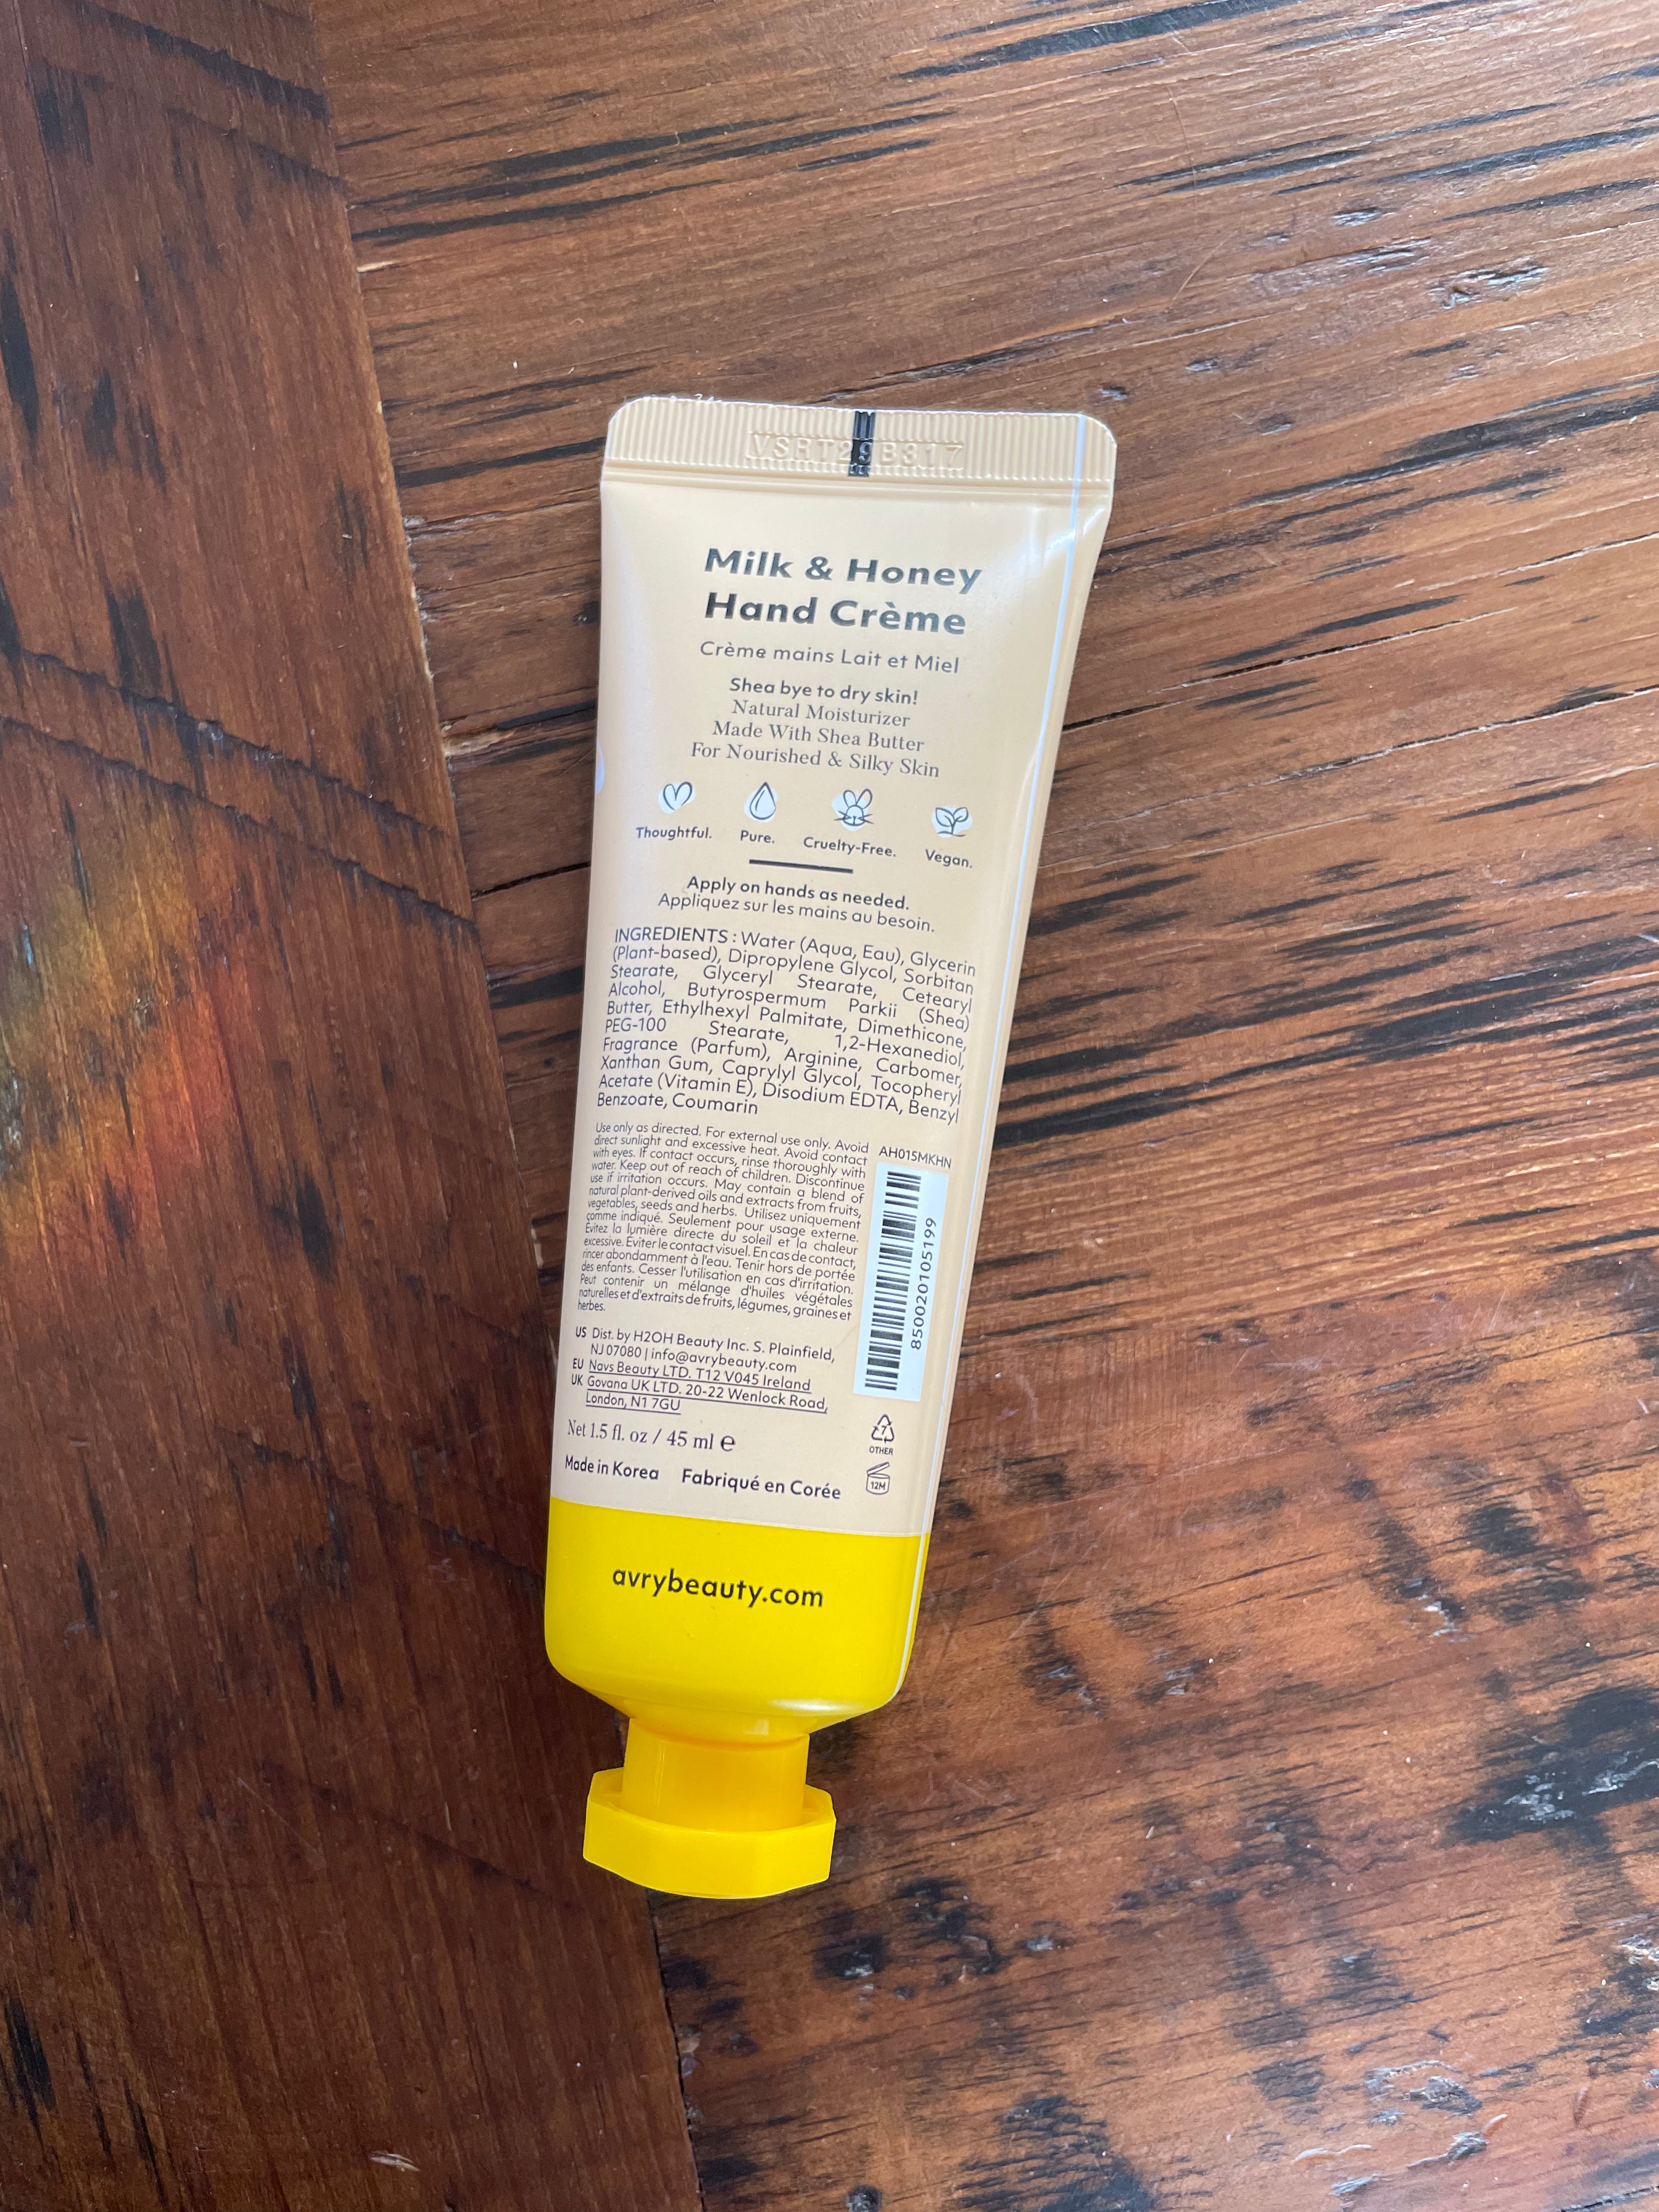 VSRT29B317
Milk & Honey
Hand Crème
Crème mains Lait et Miel
Shea bye to dry skin!
Natural Moisturizer
Made With Shea Butter
For Nourished & Silky Skin
Thoughtful. Pure. Cruelty-Free. Vegan.
Apply on hands as needed.
Appliquez sur les mains au besoin.
INGREDIENTS : Water (Aqua, Eau), Glycerin
(Plant-based), Dipropylene Glycol, Sorbitan
Stearate, Glyceryl Stearate, Cetearyl
Alcohol, Butyrospermum Parkii (Shea)
Butter, Ethylhexyl Palmitate, Dimethicone,
PEG-100 Stearate, 1,2-Hexanediol,
Fragrance (Parfum), Arginine, Carbomer,
Xanthan Gum, Caprylyl Glycol, Tocopheryl
Acetate (Vitamin E), Disodium EDTA, Benzyl
Benzoate, Coumarin
Use only as directed. For external use only. Avoid
direct sunlight and excessive heat. Avoid contact
with eyes. If contact occurs, rinse thoroughly with
water. Keep out of reach of children. Discontinue
use if irritation occurs. May contain a blend of
natural plant-derived oils and extracts from fruits,
vegetables, seeds and herbs. Utilisez uniquement
comme indiqué. Seulement pour usage externe.
Évitez la lumière directe du soleil et la chaleur
excessive. Éviter le contact visuel. En cas de contact,
rincer abondamment à l'eau. Tenir hors de portée
des enfants. Cesser l'utilisation en cas d'irritation.
Peut contenir un mélange d'huiles végétales
naturelles et d'extraits de fruits, légumes, graines et
herbes.
AH015MKHN
850020105199
US Dist. by H2OH Beauty Inc. S. Plainfield,
NJ 07080 | info@avrybeauty.com
EU Navs Beauty LTD. T12 V045 Ireland
UK Govana UK LTD. 20-22 Wenlock Road,
London, N1 7GU
Net 1.5 fl. oz / 45 ml ℮
7
OTHER
Made in Korea Fabriqué en Corée
12M
avrybeauty.com